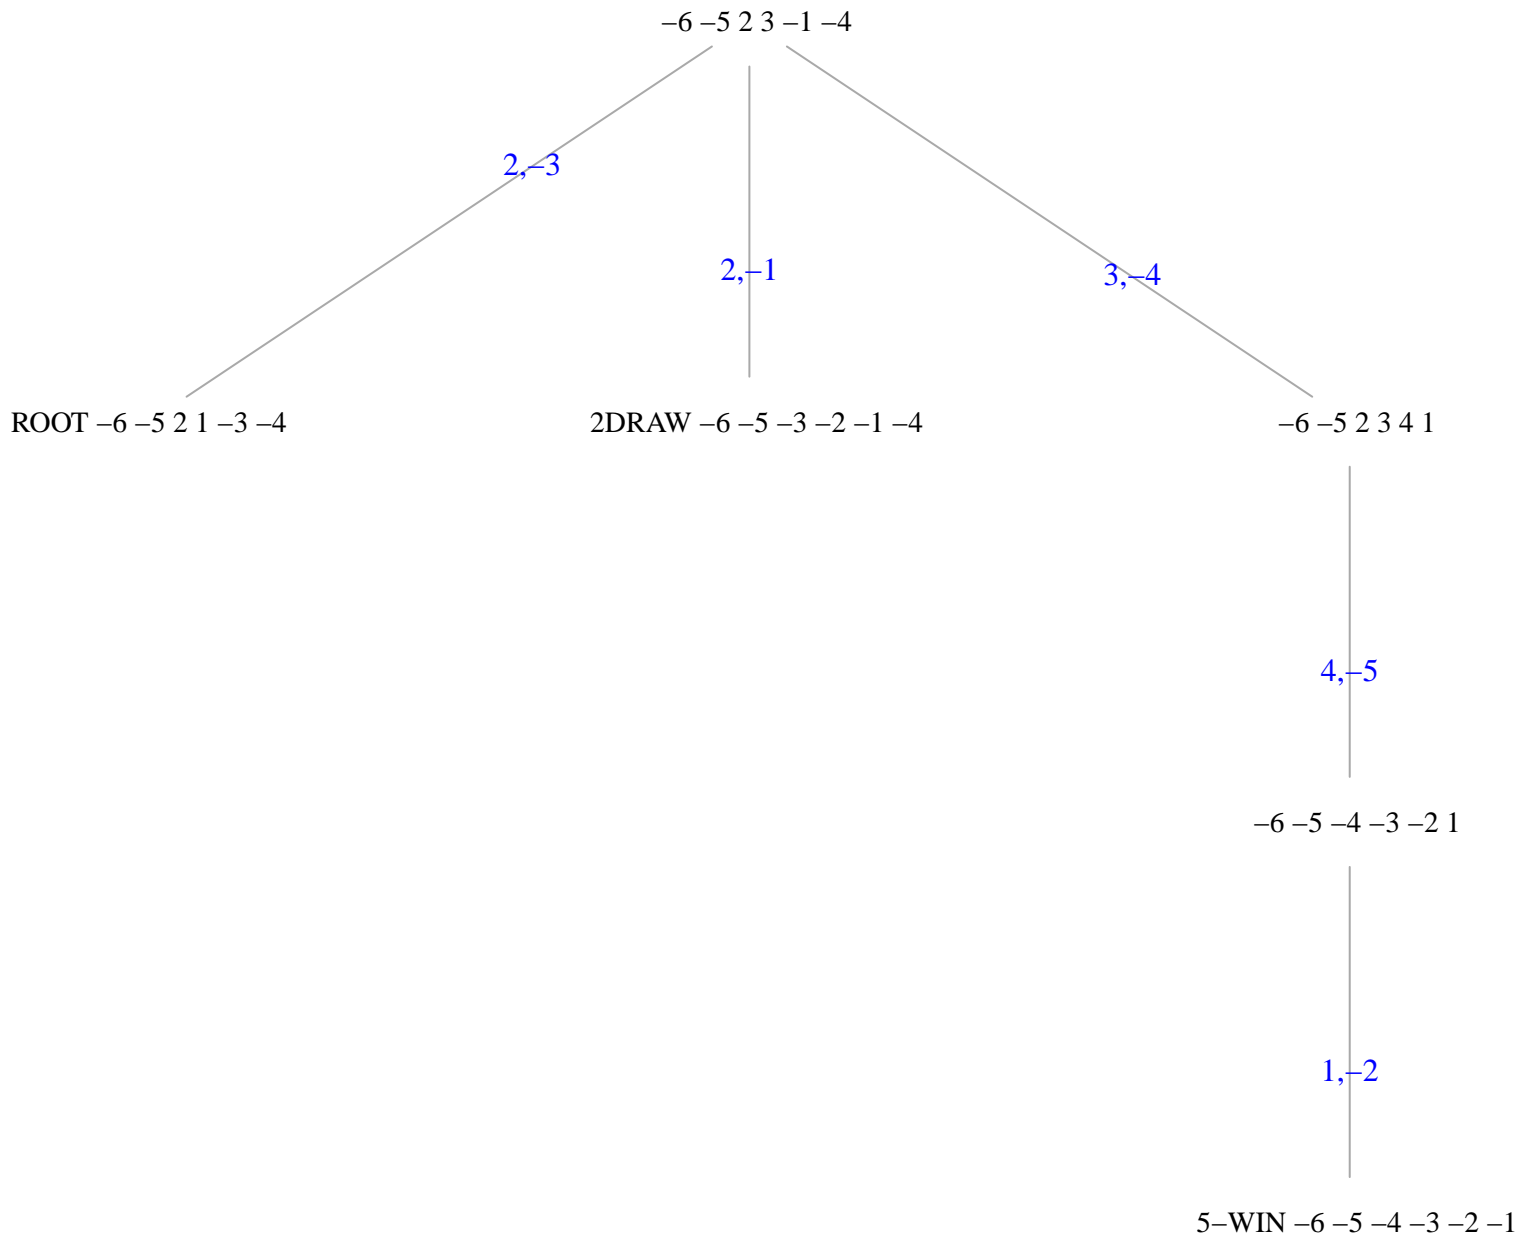 –6 –5 2 3 –1 –4
2,–3
2,–1
3,–4
ROOT –6 –5 2 1 –3 –4
2DRAW –6 –5 –3 –2 –1 –4
–6 –5 2 3 4 1
4,–5
–6 –5 –4 –3 –2 1
1,–2
5–WIN –6 –5 –4 –3 –2 –1